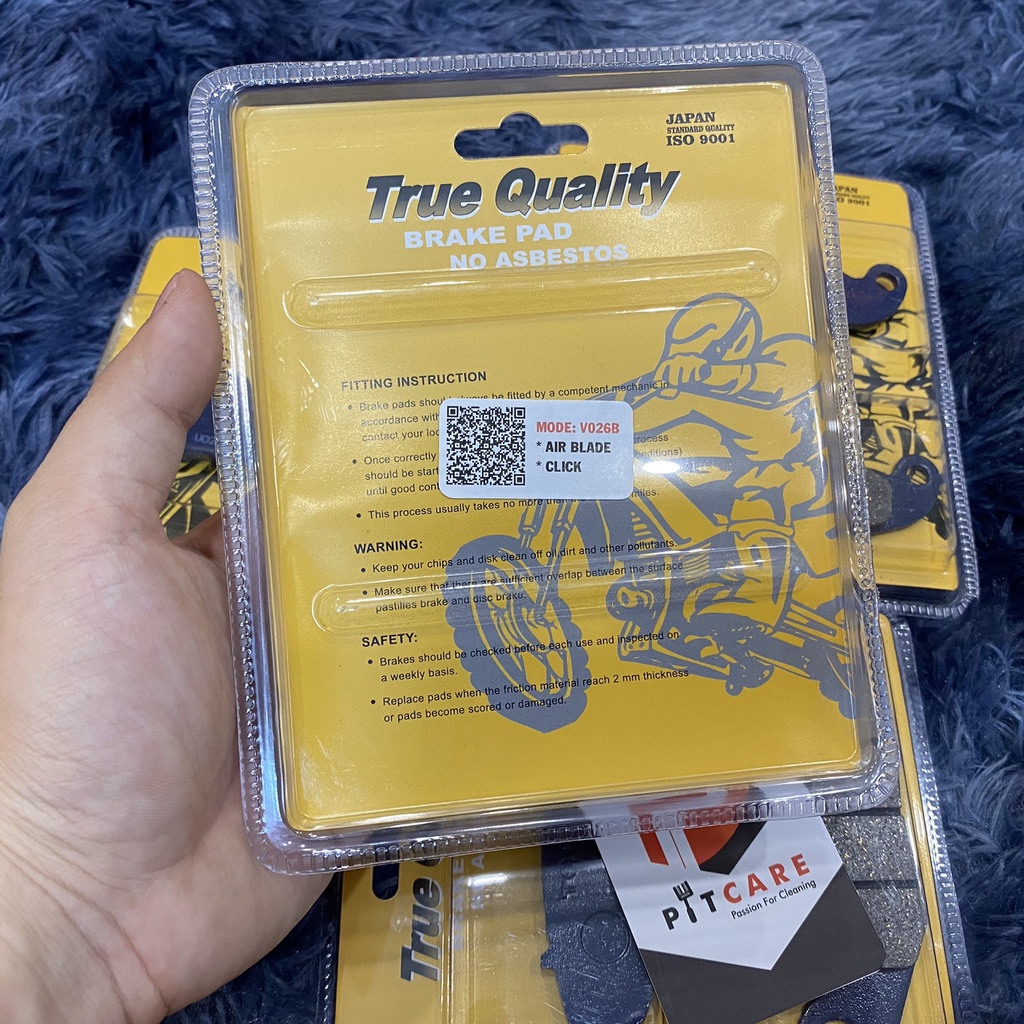 JAPAN
STANDARD QUALITY
ISO 9001
True Quality
BRAKE PAD
NO ASBESTOS
FITTING INSTRUCTION
• Brake pads should always be fitted by a competent mechanic in
accordance with
contact your
• Once correctly process
should be
until good
• This process usually takes no more than miles.
MODE: V026B
* AIR BLADE
* CLICK
WARNING:
• Keep your chips and disk clean off oil,dirt and other pollutants.
• Make sure that there are sufficient overlap between the surface
pastilles brake and disc brake.
SAFETY:
• Brakes should be checked before each use and inspected on
a weekly basis.
• Replace pads when the friction material reach 2 mm thickness
or pads become scored or damaged.
True
PITCARE
Passion For Cleaning